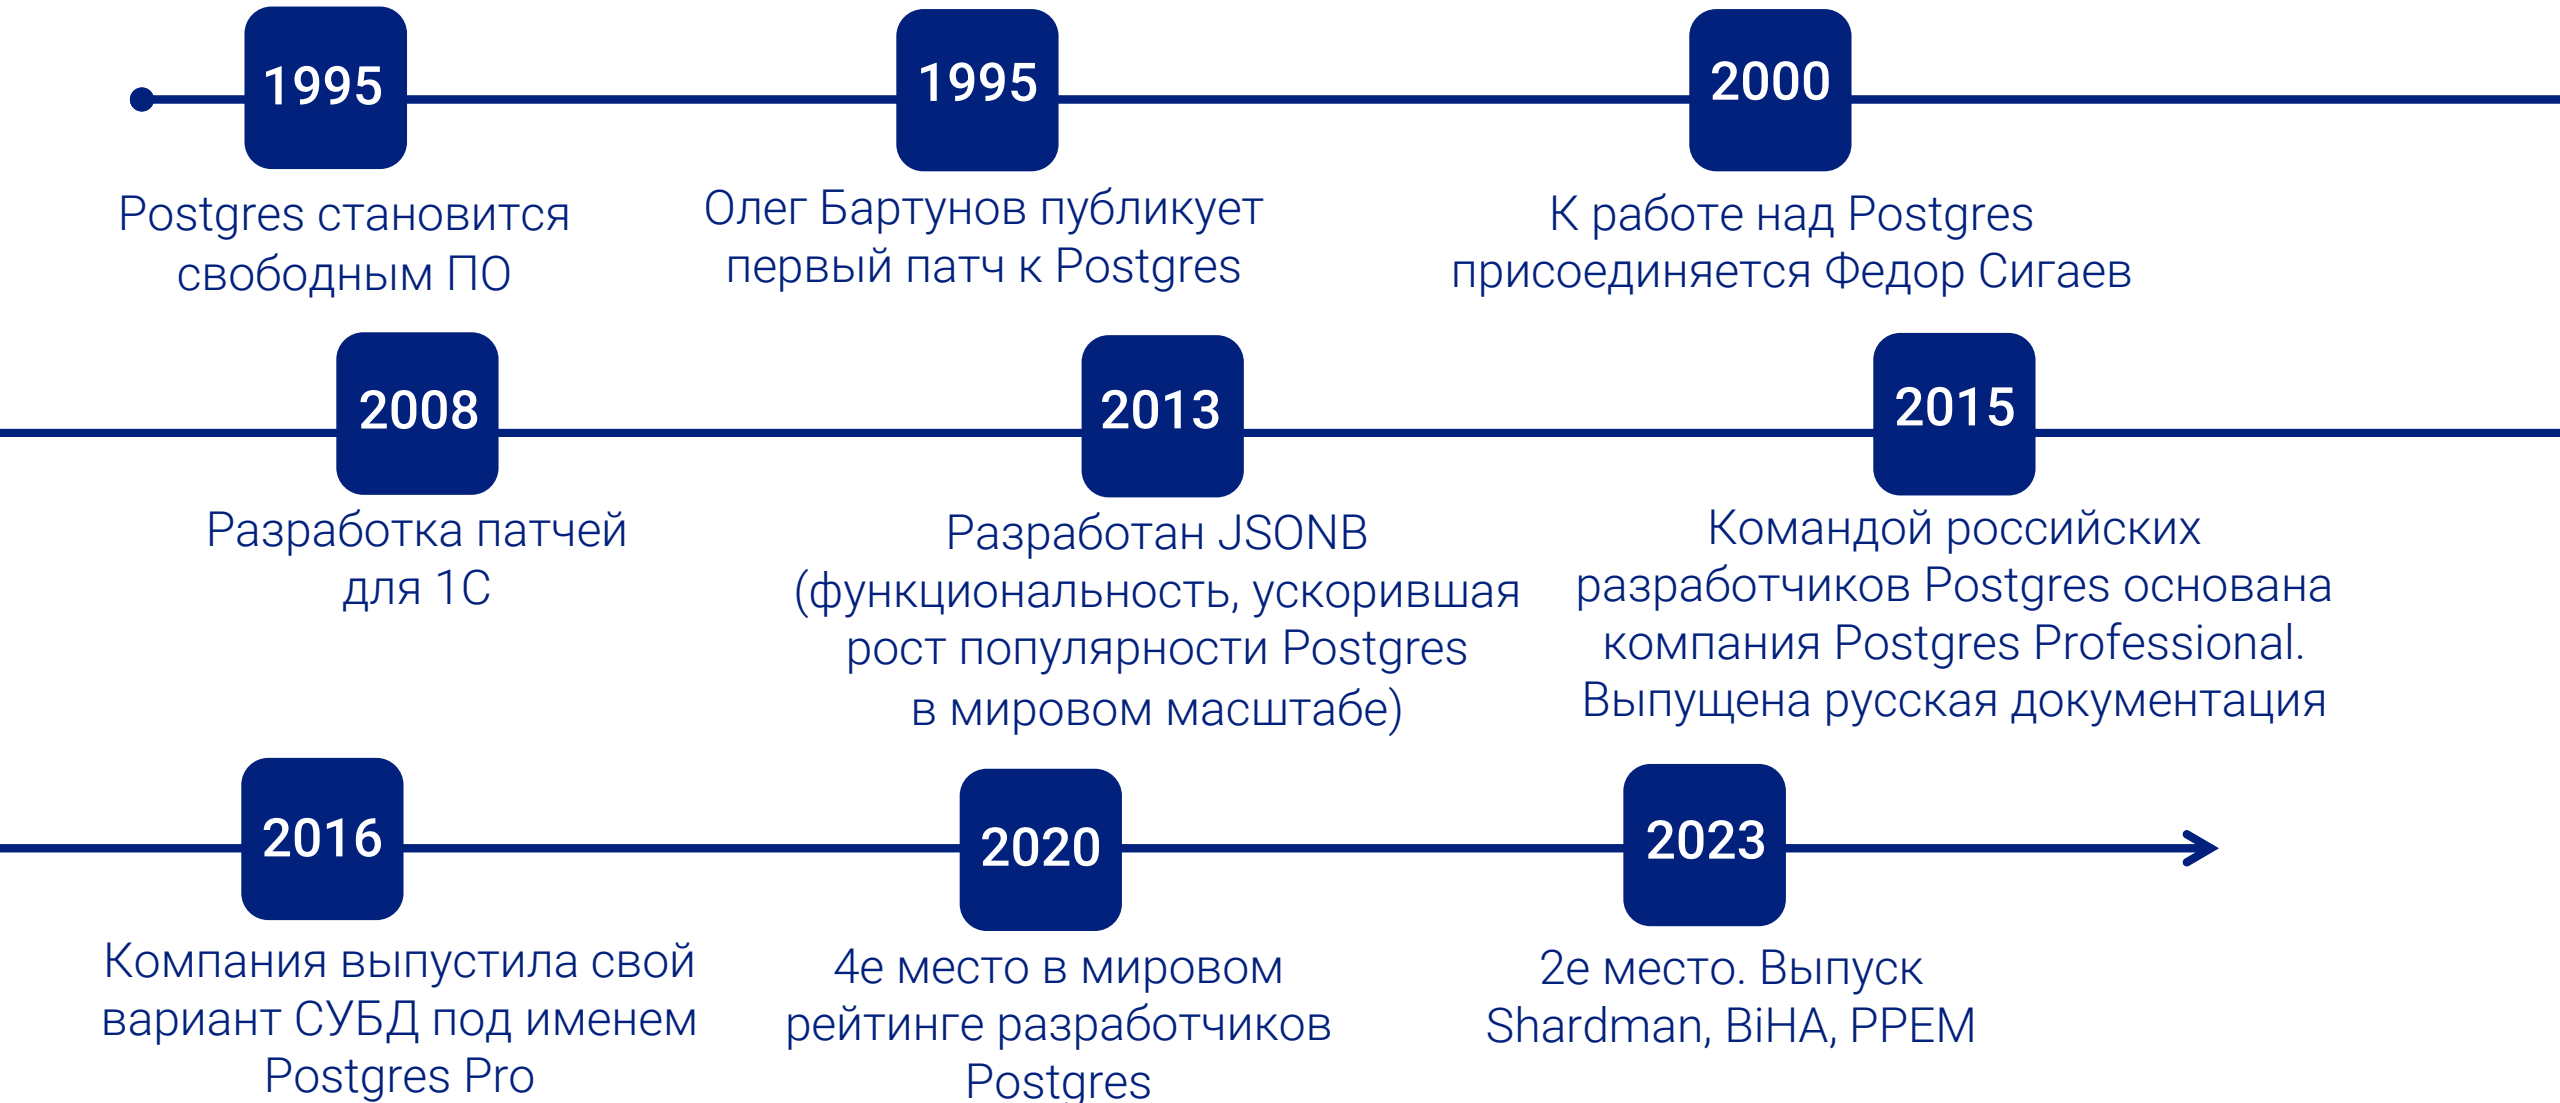 1995
Postgres становится
свободным ПО
1995
Олег Бартунов публикует
первый патч к Postgres
2000
К работе над Postgres
присоединяется Федор Сигаев
2008
Разработка патчей
для 1С
2013
Разработан JSONB
(функциональность, ускорившая
рост популярности Postgres
в мировом масштабе)
2015
Командой российских
разработчиков Postgres основана
компания Postgres Professional.
Выпущена русская документация
2016
Компания выпустила свой
вариант СУБД под именем
Postgres Pro
2020
4е место в мировом
рейтинге разработчиков
Postgres
2023
2е место. Выпуск
Shardman, BiHA, PPEM